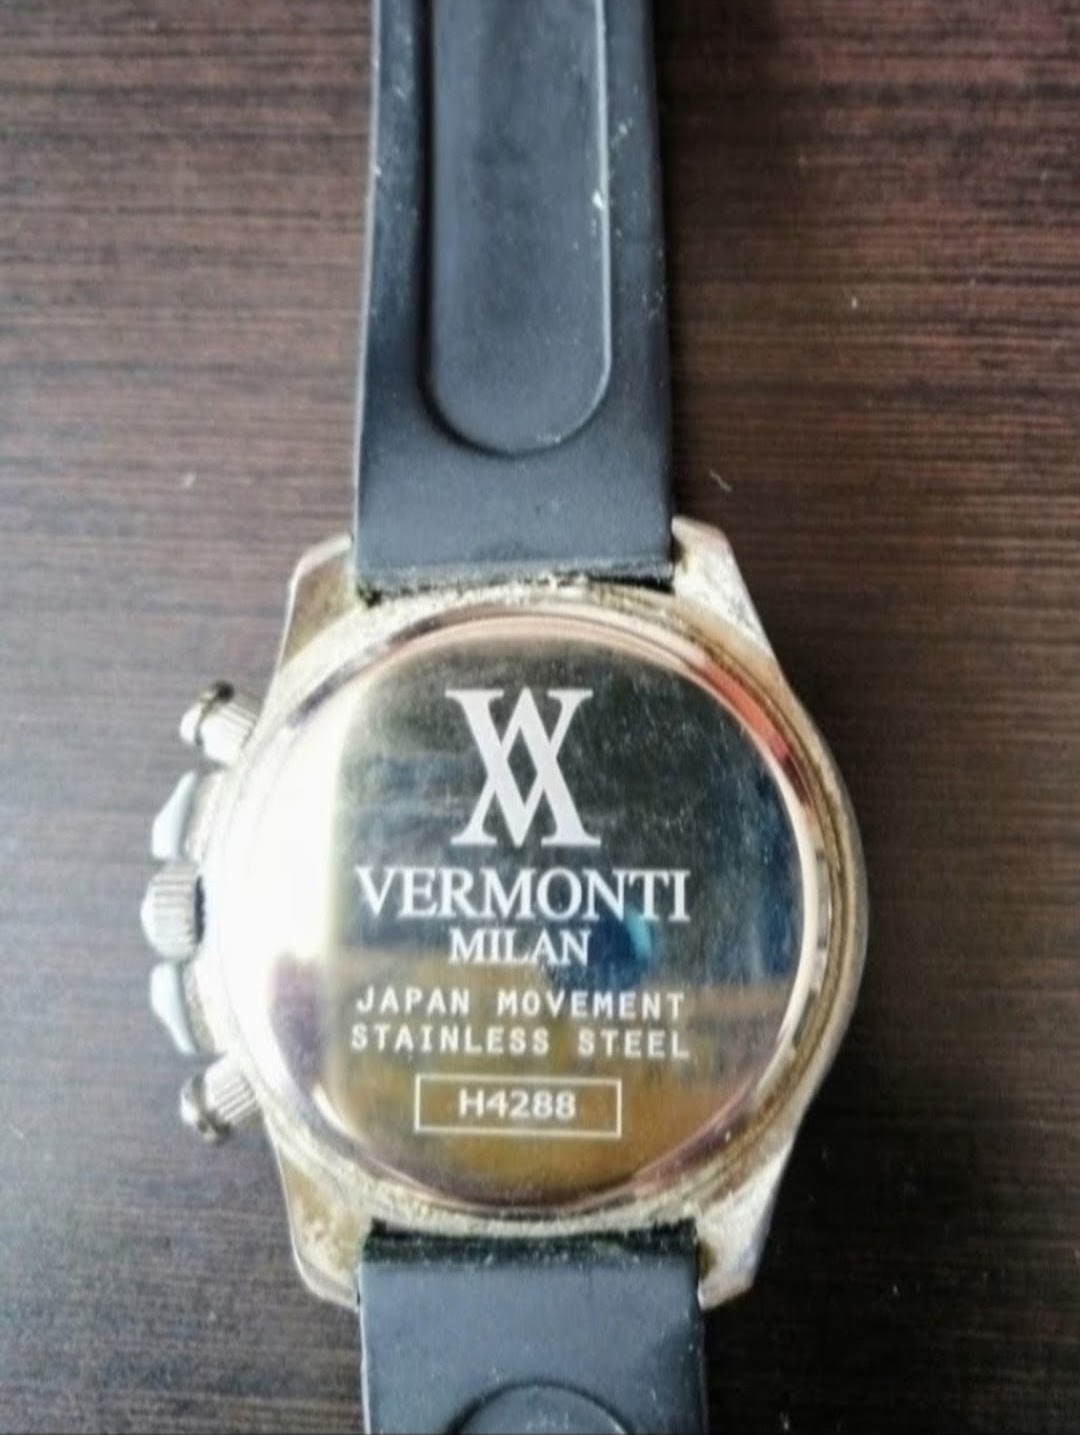 VERMONTI
MILAN
JAPAN MOVEMENT
STAINLESS STEEL
H4288